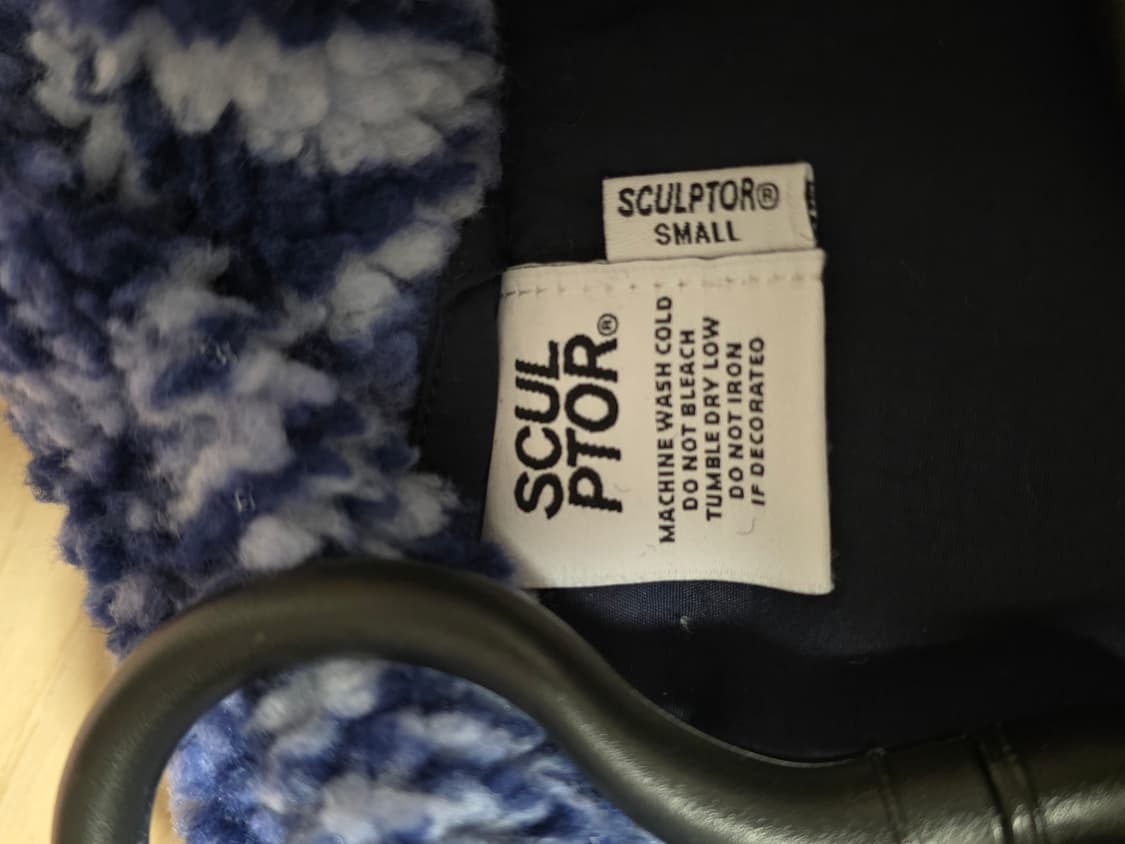 SCULPTOR®
SMALL
SCUL
PTOR®
MACHINE WASH COLD
DO NOT BLEACH
TUMBLE DRY LOW
DO NOT IRON
IF DECORATED